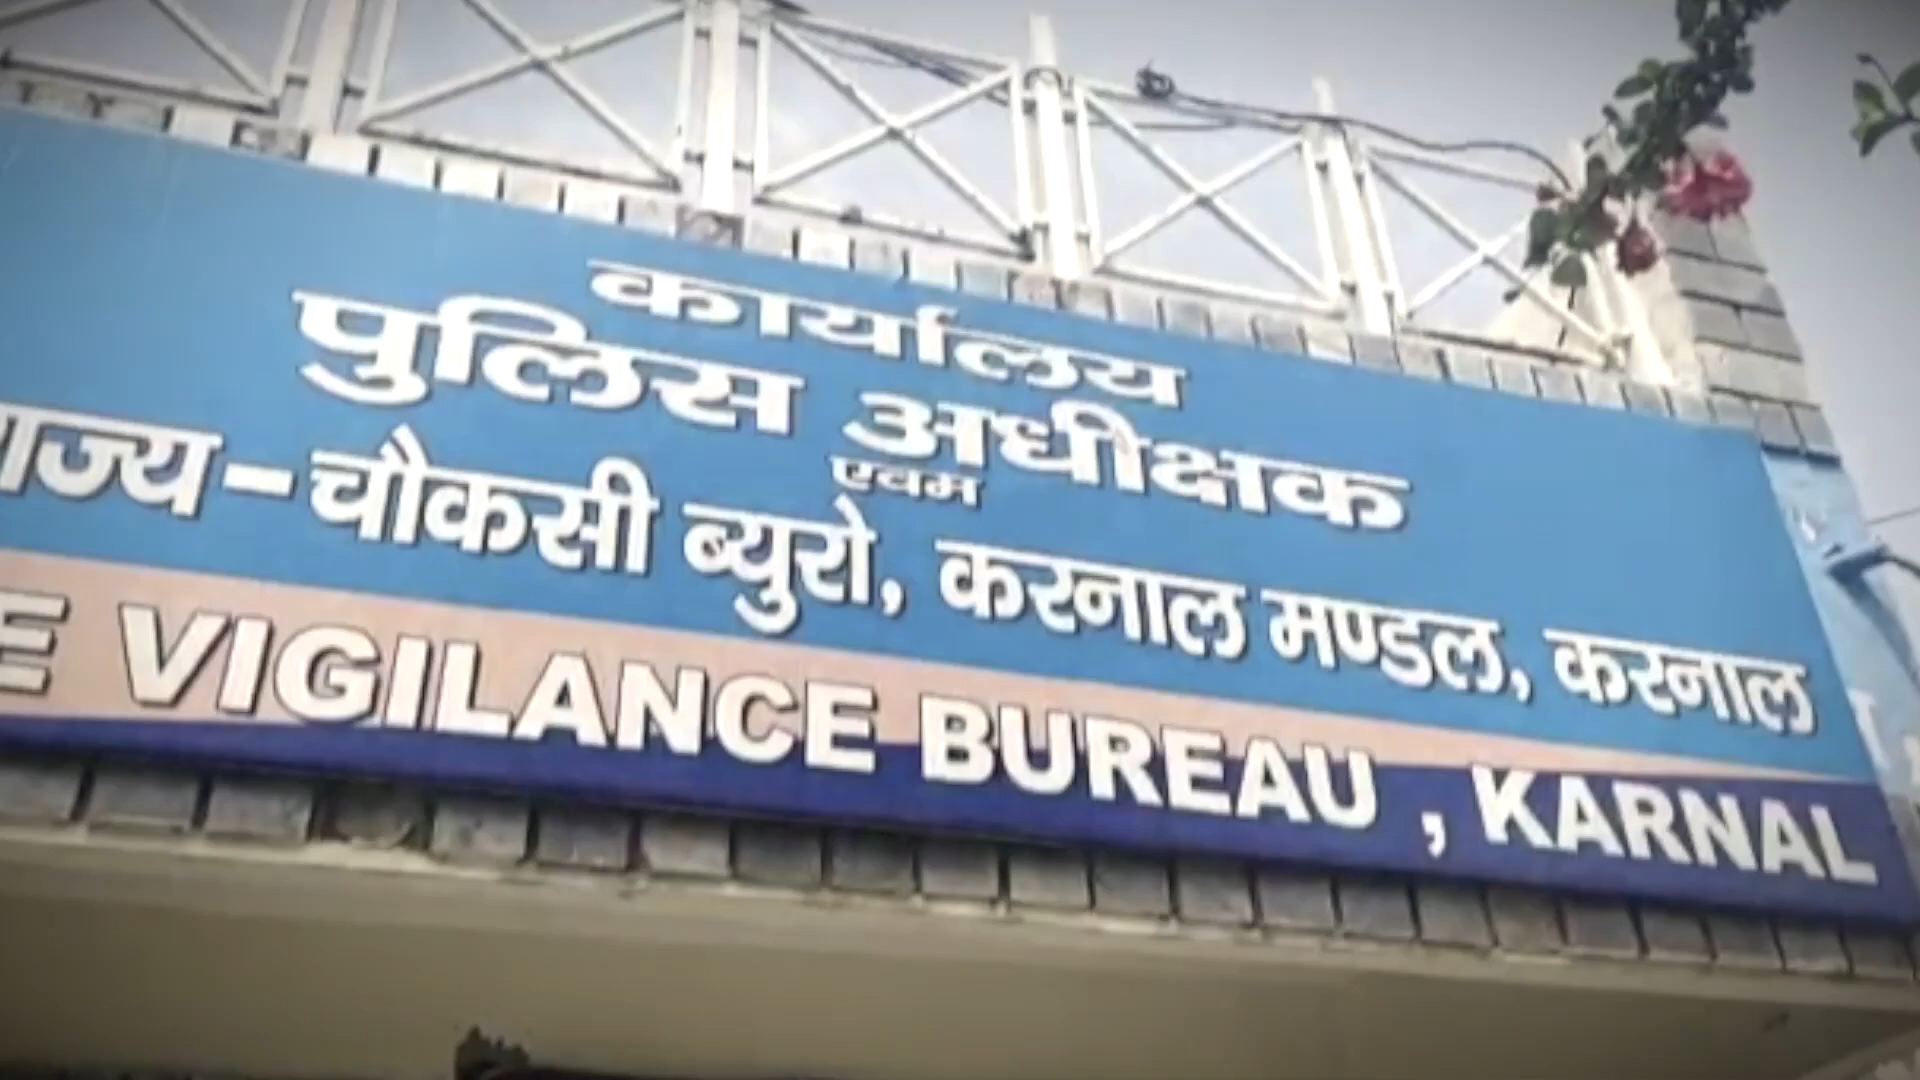 कार्यालय
पुलिस अधीक्षक
एवम
राज्य-चौकसी ब्युरो, करनाल मण्डल, करनाल
E VIGILANCE BUREAU, KARNAL